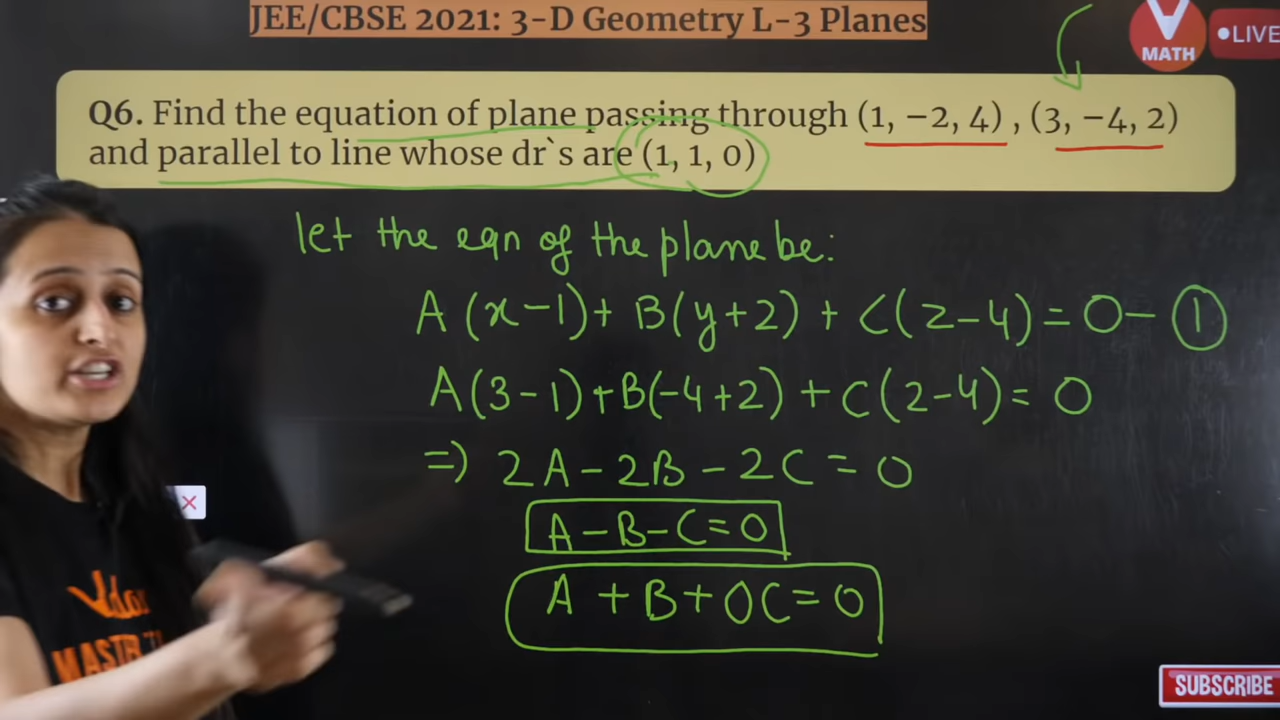 JEE/CBSE 2021: 3-D Geometry L-3 Planes
V
MATH
•LIVE
Q6. Find the equation of plane passing through (1, −2, 4) , (3, −4, 2)
and parallel to line whose dr`s are (1, 1, 0)
let the eqn of the plane be:
A (x-1)+ B(y+2) + C(z-4) = 0 - ①
A(3-1)+B(-4+2) + C(2-4) = 0
=) 2A - 2B - 2C = 0
A-B-C=0
A + B + 0C = 0
SUBSCRIBE